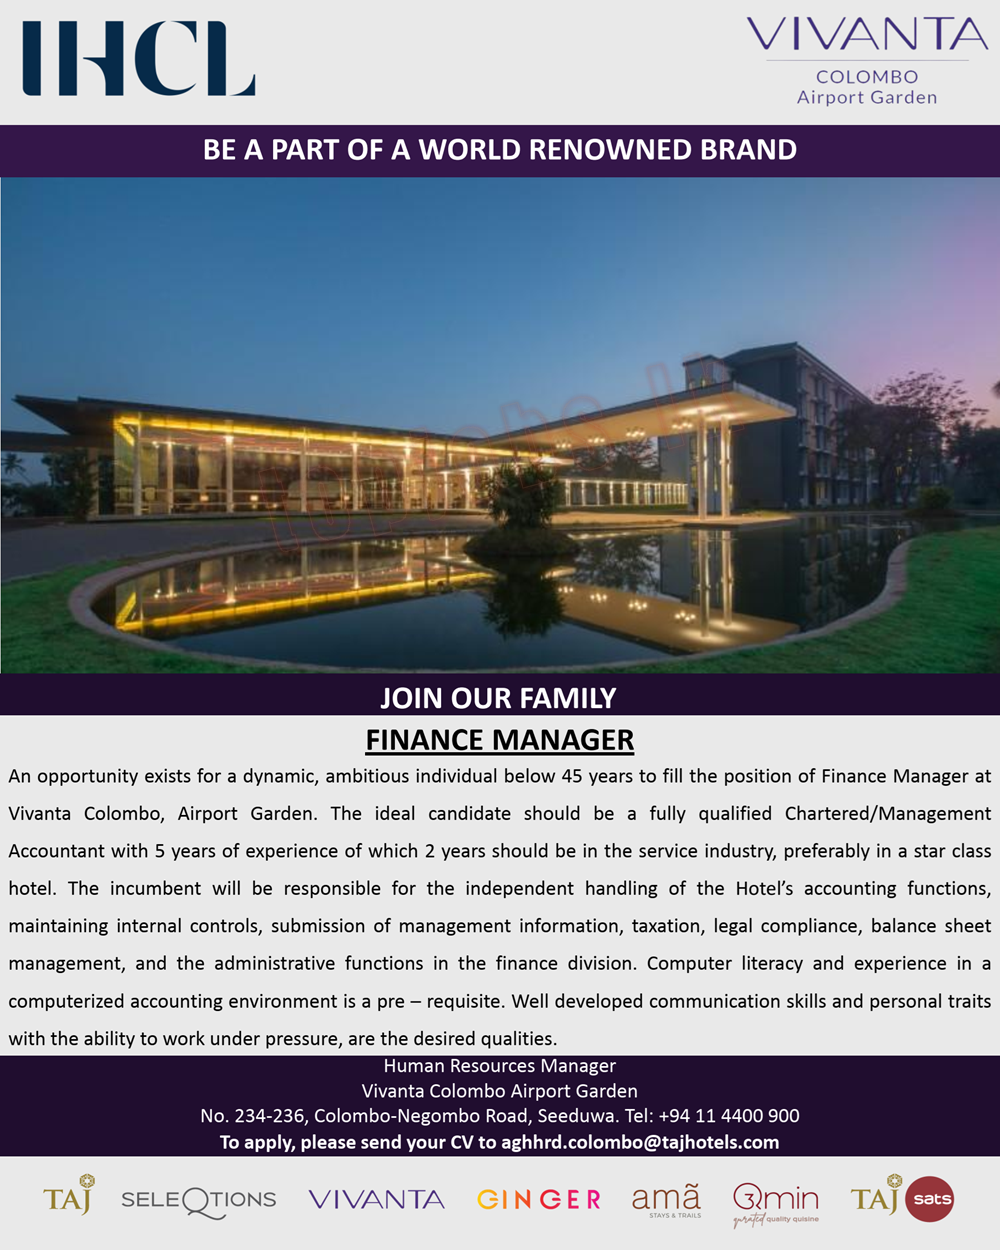 IHCL
VIVANTA
COLOMBO
Airport Garden
BE A PART OF A WORLD RENOWNED BRAND
JOIN OUR FAMILY
FINANCE MANAGER
An opportunity exists for a dynamic, ambitious individual below 45 years to fill the position of Finance Manager at
Vivanta Colombo, Airport Garden. The ideal candidate should be a fully qualified Chartered/Management
Accountant with 5 years of experience of which 2 years should be in the service industry, preferably in a star class
hotel. The incumbent will be responsible for the independent handling of the Hotel’s accounting functions,
maintaining internal controls, submission of management information, taxation, legal compliance, balance sheet
management, and the administrative functions in the finance division. Computer literacy and experience in a
computerized accounting environment is a pre – requisite. Well developed communication skills and personal traits
with the ability to work under pressure, are the desired qualities.
Human Resources Manager
Vivanta Colombo Airport Garden
No. 234-236, Colombo-Negombo Road, Seeduwa. Tel: +94 11 4400 900
To apply, please send your CV to aghhrd.colombo@tajhotels.com
TAJ SELEQTIONS VIVANTA GINGER amã Qmin TAJ sats
STAYS & TRAILS qurated quality quisine